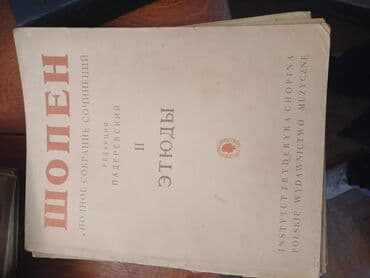 ШОПЕН
ПОЛНОЕ СОБРАНИЕ СОЧИНЕНИЙ
РЕДАКЦИЯ
ПАДЕРЕВСКИЙ
II
ЭТЮДЫ
INSTYTUT FRYDERYKA CHOPINA
POLSKIE WYDAWNICTWO MUZYCZNE